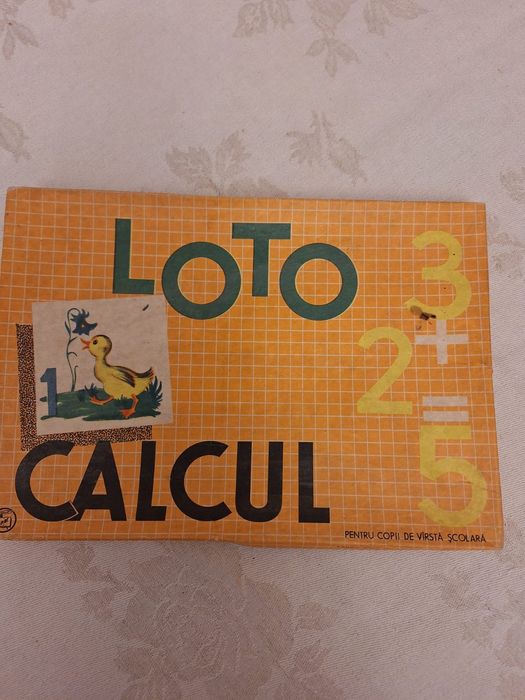 LOTO
3
+
2
=
5
1
CALCUL
PENTRU COPII DE VÎRSTĂ ȘCOLARĂ